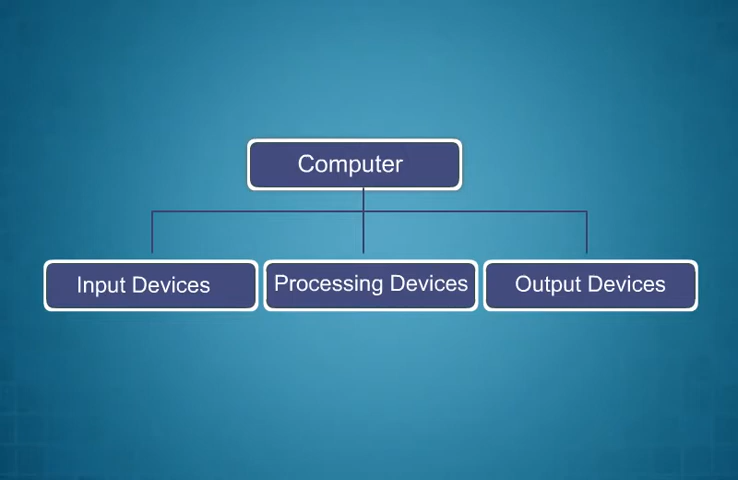 Computer
Input Devices
Processing Devices
Output Devices